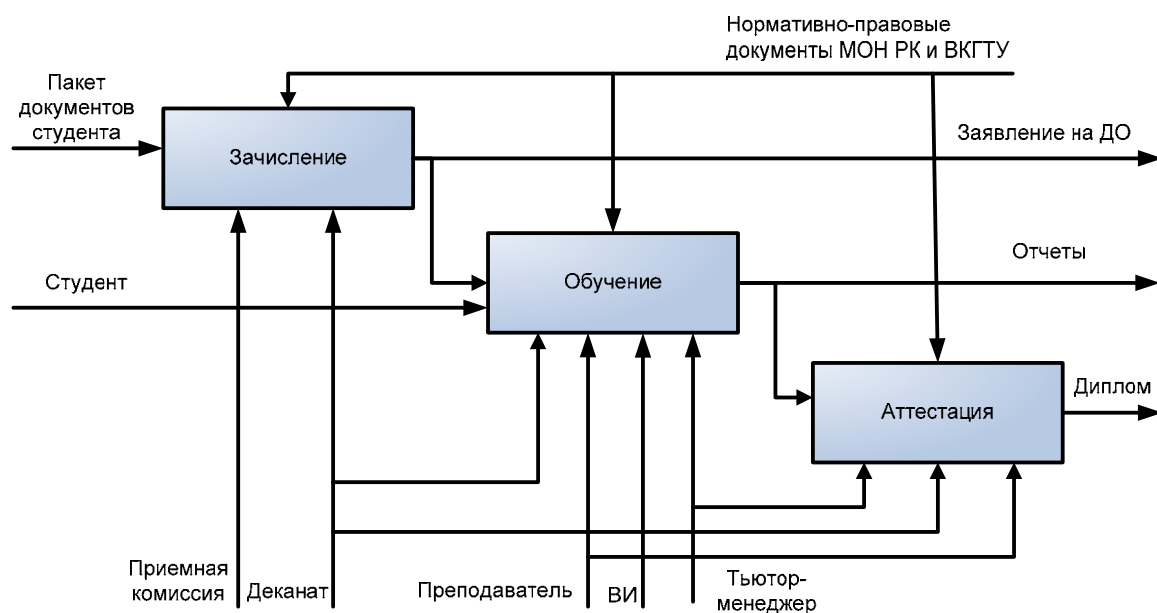 Нормативно-правовые
документы МОН РК и ВКГТУ
Пакет
документов
студента
Зачисление
Заявление на ДО
Студент
Обучение
Отчеты
Аттестация
Диплом
Приемная
комиссия
Деканат
Преподаватель
ВИ
Тьютор-
менеджер